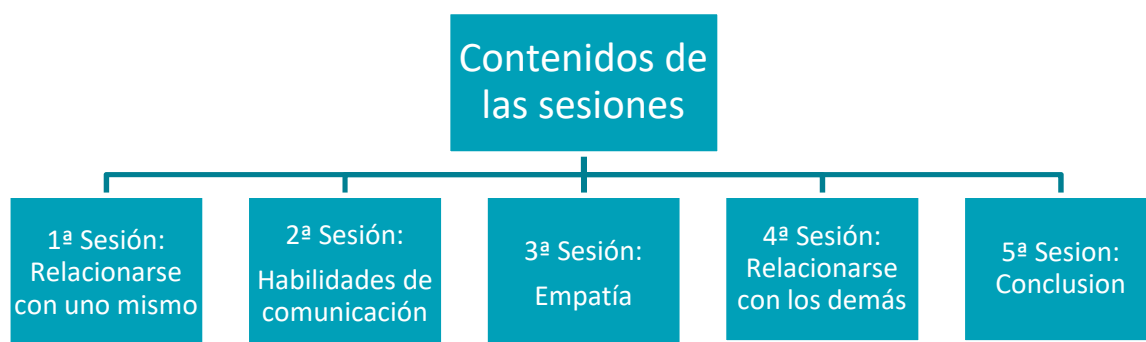 Contenidos de
las sesiones
1ª Sesión:
Relacionarse
con uno mismo
2ª Sesión:
Habilidades de
comunicación
3ª Sesión:
Empatía
4ª Sesión:
Relacionarse
con los demás
5ª Sesion:
Conclusion